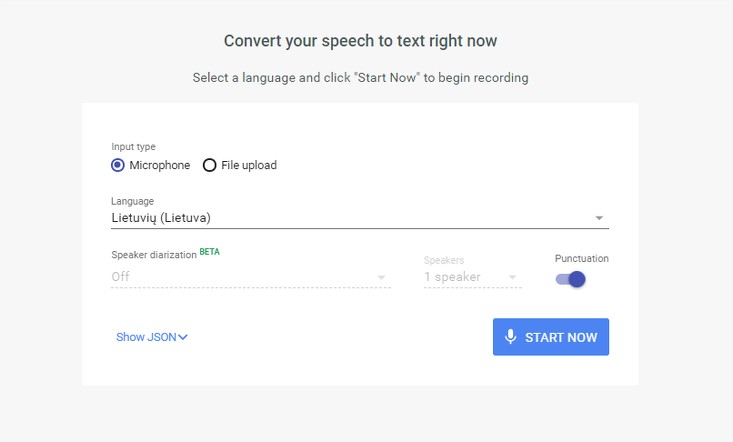 Convert your speech to text right now
Select a language and click "Start Now" to begin recording
Input type
Microphone File upload
Language
Lietuvių (Lietuva)
Speaker diarization BETA
Off
Speakers
1 speaker
Punctuation
Show JSON
START NOW